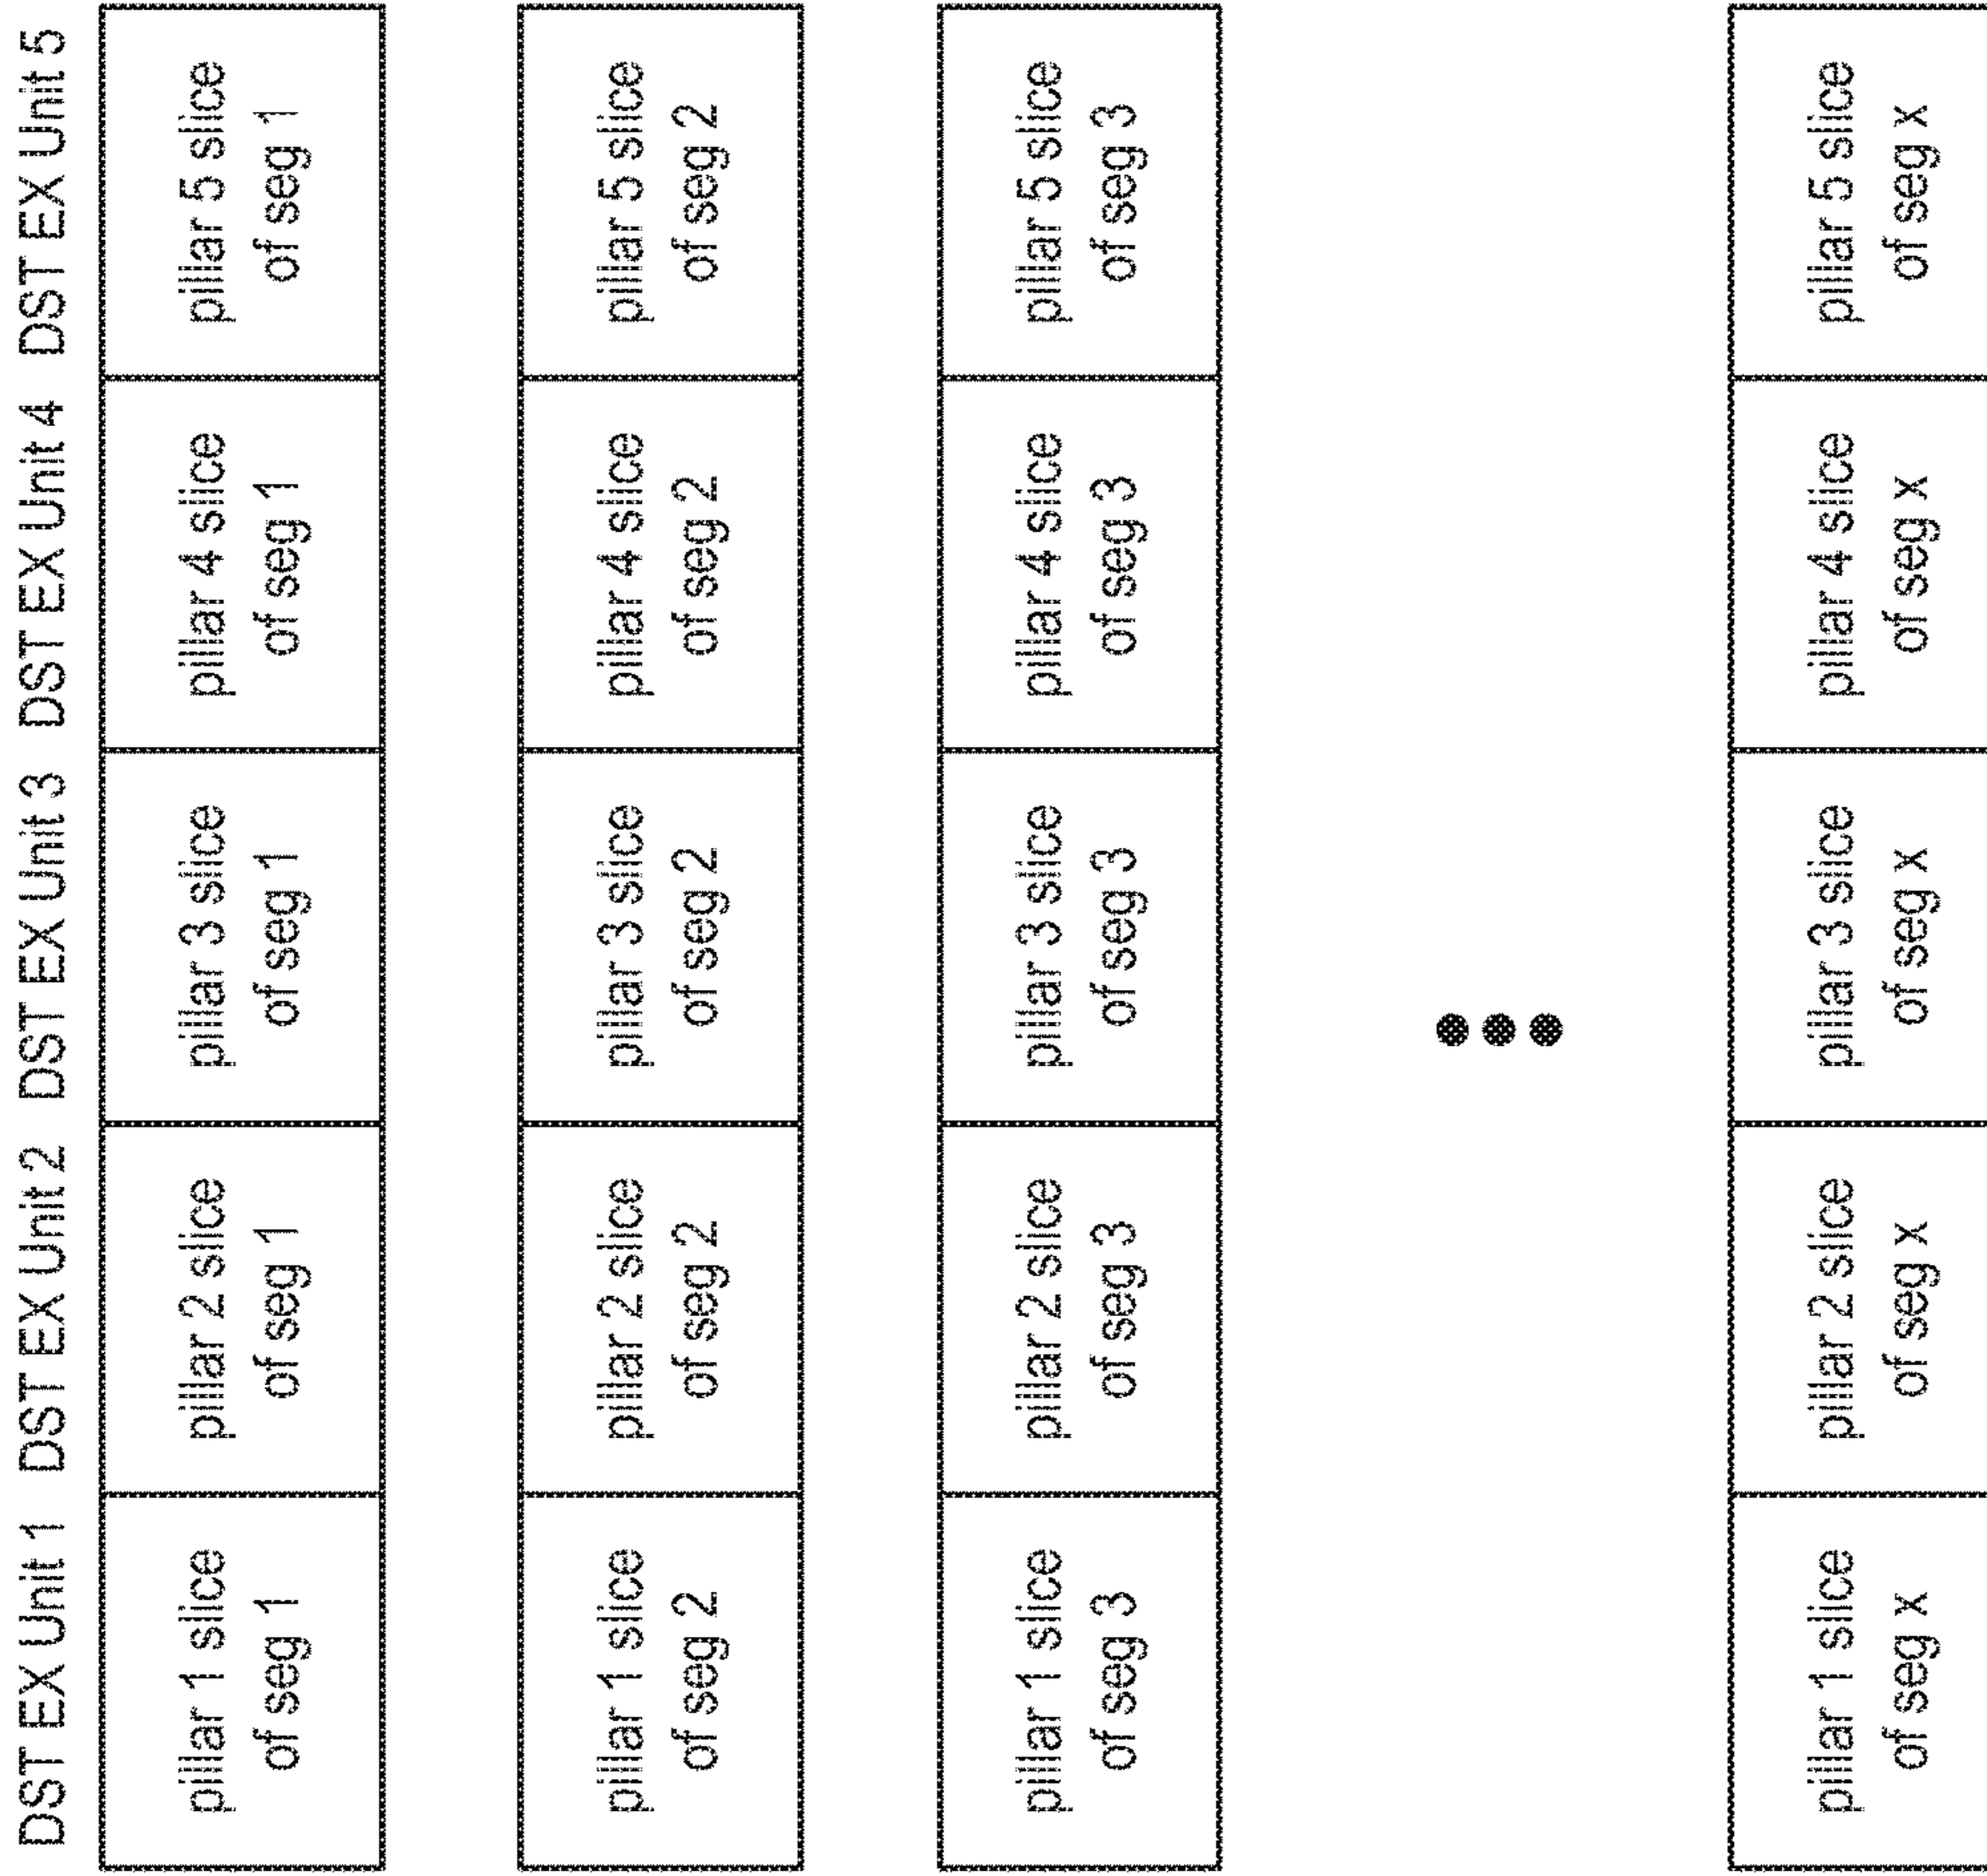 DST EX Unit 1 DST EX Unit 2 DST EX Unit 3 DST EX Unit 4 DST EX Unit 5
pillar 1 slice
of seg 1
pillar 2 slice
of seg 1
pillar 3 slice
of seg 1
pillar 4 slice
of seg 1
pillar 5 slice
of seg 1
pillar 1 slice
of seg 2
pillar 2 slice
of seg 2
pillar 3 slice
of seg 2
pillar 4 slice
of seg 2
pillar 5 slice
of seg 2
pillar 1 slice
of seg 3
pillar 2 slice
of seg 3
pillar 3 slice
of seg 3
pillar 4 slice
of seg 3
pillar 5 slice
of seg 3
pillar 1 slice
of seg x
pillar 2 slice
of seg x
pillar 3 slice
of seg x
pillar 4 slice
of seg x
pillar 5 slice
of seg x